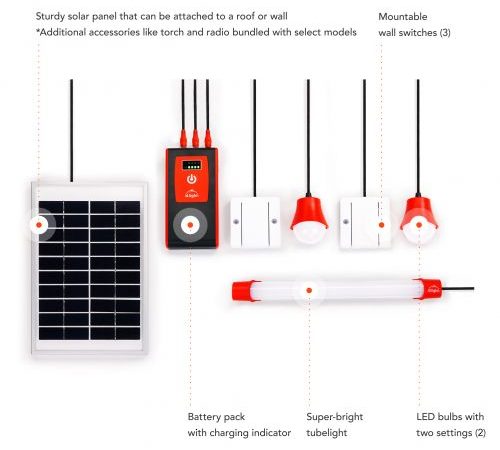 Sturdy solar panel that can be attached to a roof or wall
*Additional accessories like torch and radio bundled with select models
Mountable
wall switches (3)
Battery pack
with charging indicator
Super-bright
tubelight
LED bulbs with
two settings (2)